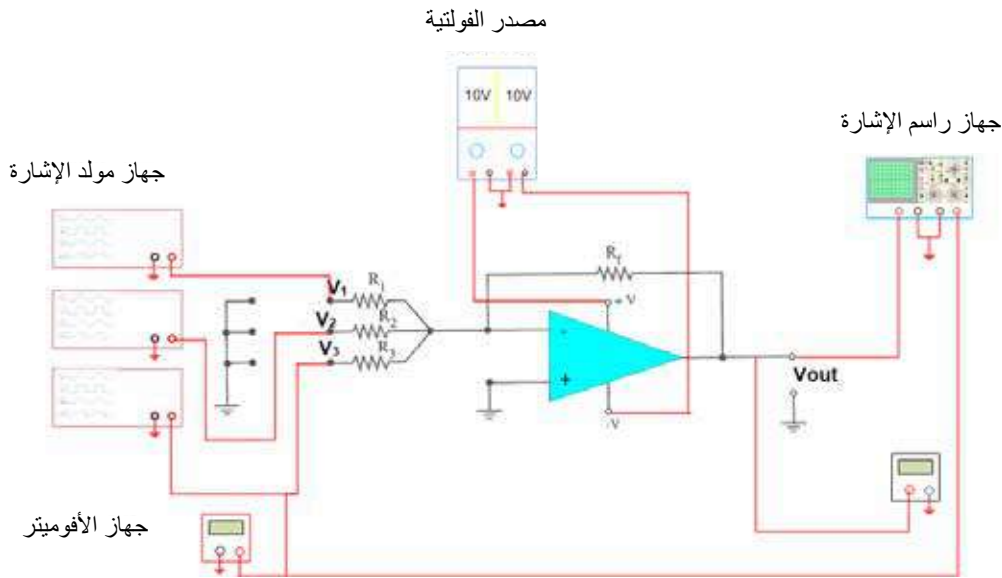 مصدر الفولتية
10V 10V
جهاز راسم الإشارة
جهاز مولد الإشارة
Rf
V1 R1
+ V
V2 R2
-
V3 R3
+
Vout
-V
جهاز الأفوميتر